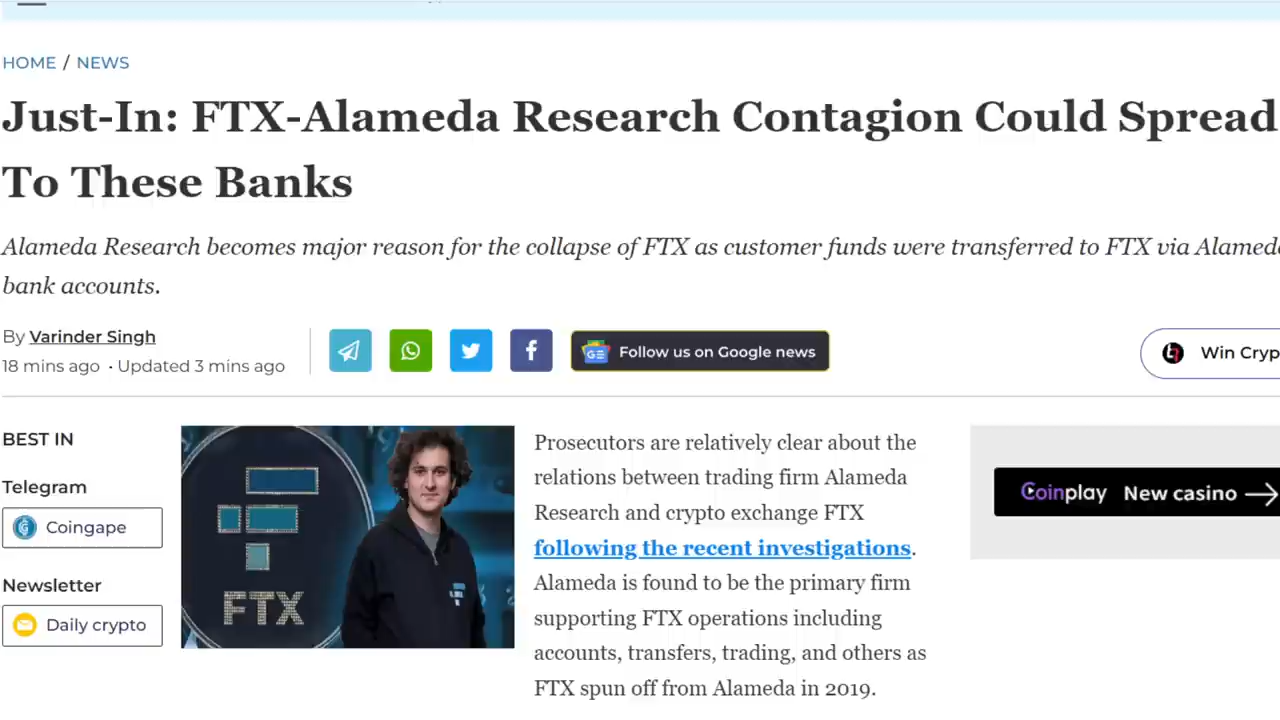 HOME / NEWS
Just-In: FTX-Alameda Research Contagion Could Spread
To These Banks
Alameda Research becomes major reason for the collapse of FTX as customer funds were transferred to FTX via
bank accounts.
By Varinder Singh
18 mins ago · Updated 3 mins ago
Follow us on Google news
Win
BEST IN
Telegram
Coingape
Newsletter
Daily crypto
FTX
Prosecutors are relatively clear about the
relations between trading firm Alameda
Research and crypto exchange FTX
following the recent investigations.
Alameda is found to be the primary firm
supporting FTX operations including
accounts, transfers, trading, and others as
FTX spun off from Alameda in 2019.
Coinplay New casino